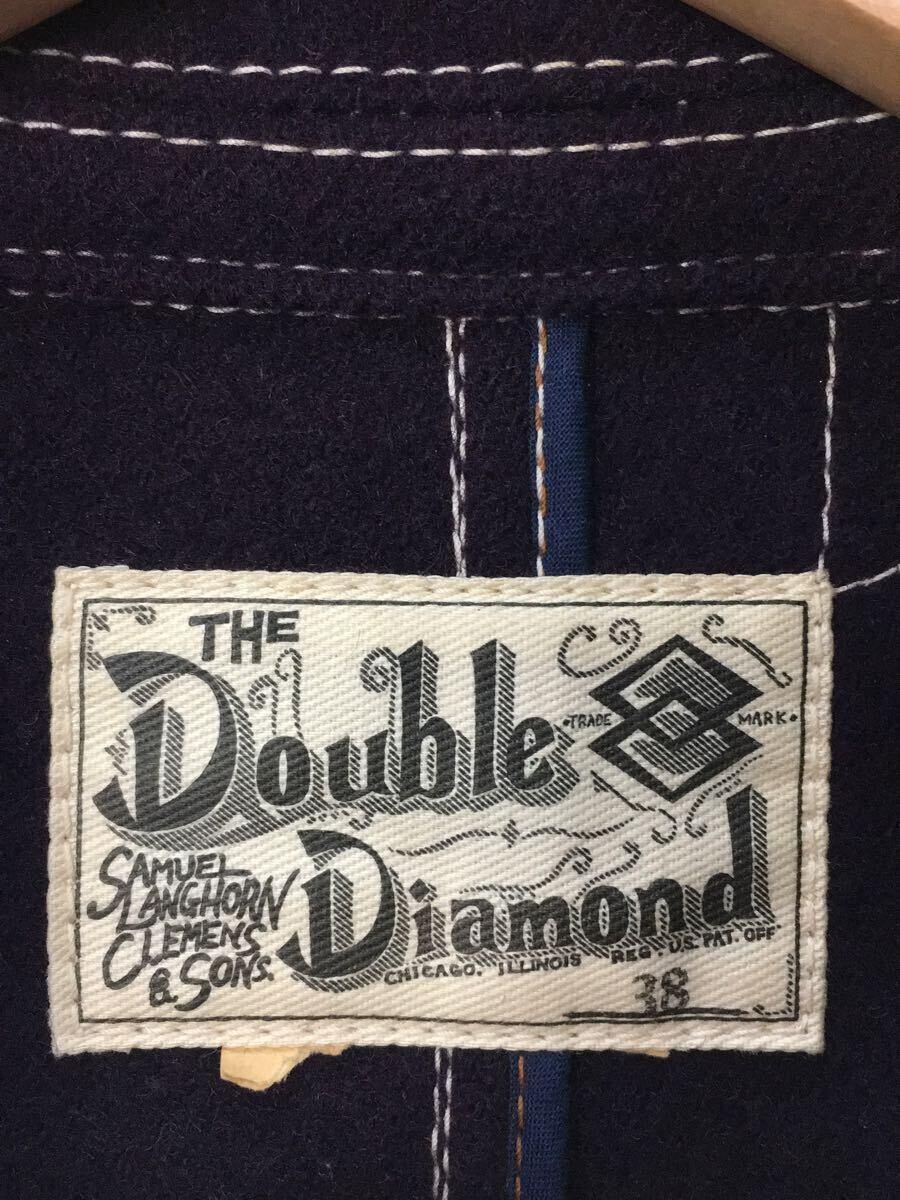 THE
Double
TRADE MARK
Diamond
SAMUEL
LANGHORN
CLEMENS
& SONS.
CHICAGO. ILLINOIS REG. U.S. PAT. OFF
38